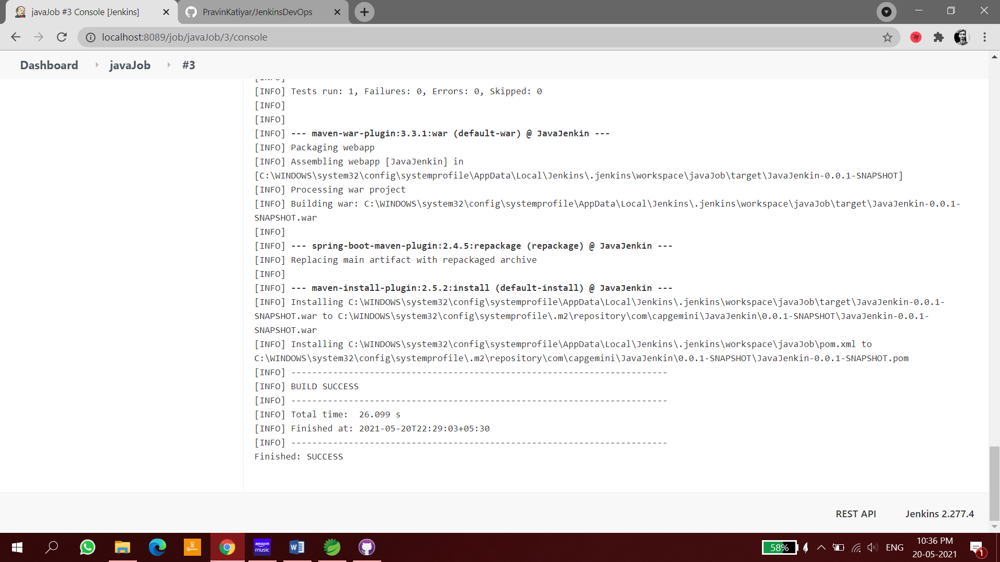 javaJob #3 Console [Jenkins]
PravinKatiyar/JenkinsDevOps
localhost:8089/job/javaJob/3/console
Dashboard
javaJob
#3
[INFO]
[INFO] Tests run: 1, Failures: 0, Errors: 0, Skipped: 0
[INFO]
[INFO]
[INFO] --- maven-war-plugin:3.3.1:war (default-war) @ JavaJenkin ---
[INFO] Packaging webapp
[INFO] Assembling webapp [JavaJenkin] in
[C:\WINDOWS\system32\config\systemprofile\AppData\Local\Jenkins\.jenkins\workspace\javaJob\target\JavaJenkin-0.0.1-SNAPSHOT]
[INFO] Processing war project
[INFO] Building war: C:\WINDOWS\system32\config\systemprofile\AppData\Local\Jenkins\.jenkins\workspace\javaJob\target\JavaJenkin-0.0.1-
SNAPSHOT.war
[INFO]
[INFO] --- spring-boot-maven-plugin:2.4.5:repackage (repackage) @ JavaJenkin ---
[INFO] Replacing main artifact with repackaged archive
[INFO]
[INFO] --- maven-install-plugin:2.5.2:install (default-install) @ JavaJenkin ---
[INFO] Installing C:\WINDOWS\system32\config\systemprofile\AppData\Local\Jenkins\.jenkins\workspace\javaJob\target\JavaJenkin-0.0.1-
SNAPSHOT.war to C:\WINDOWS\system32\config\systemprofile\.m2\repository\com\capgemini\JavaJenkin\0.0.1-SNAPSHOT\JavaJenkin-0.0.1-
SNAPSHOT.war
[INFO] Installing C:\WINDOWS\system32\config\systemprofile\AppData\Local\Jenkins\.jenkins\workspace\javaJob\pom.xml to
C:\WINDOWS\system32\config\systemprofile\.m2\repository\com\capgemini\JavaJenkin\0.0.1-SNAPSHOT\JavaJenkin-0.0.1-SNAPSHOT.pom
[INFO] ------------------------------------------------------------------------
[INFO] BUILD SUCCESS
[INFO] ------------------------------------------------------------------------
[INFO] Total time:  26.099 s
[INFO] Finished at: 2021-05-20T22:29:03+05:30
[INFO] ------------------------------------------------------------------------
Finished: SUCCESS
REST API
Jenkins 2.277.4
amazon
music
58%
ENG
10:36 PM
20-05-2021
1